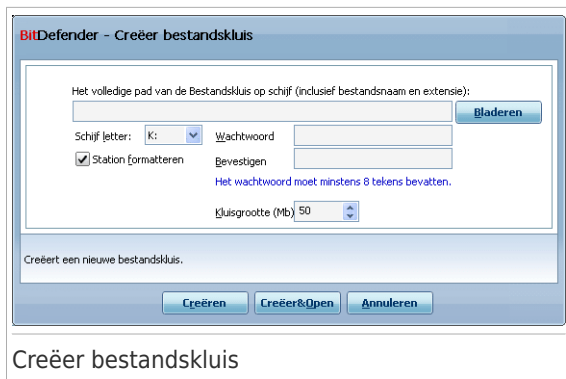 BitDefender - Creëer bestandskluis
Het volledige pad van de Bestandskluis op schijf (inclusief bestandsnaam en extensie):
Bladeren
Schijf letter: K: Wachtwoord
Station formatteren Bevestigen
Het wachtwoord moet minstens 8 tekens bevatten.
Kluisgrootte (Mb) 50
Creëert een nieuwe bestandskluis.
Creëren Creëer&Open Annuleren
Creëer bestandskluis